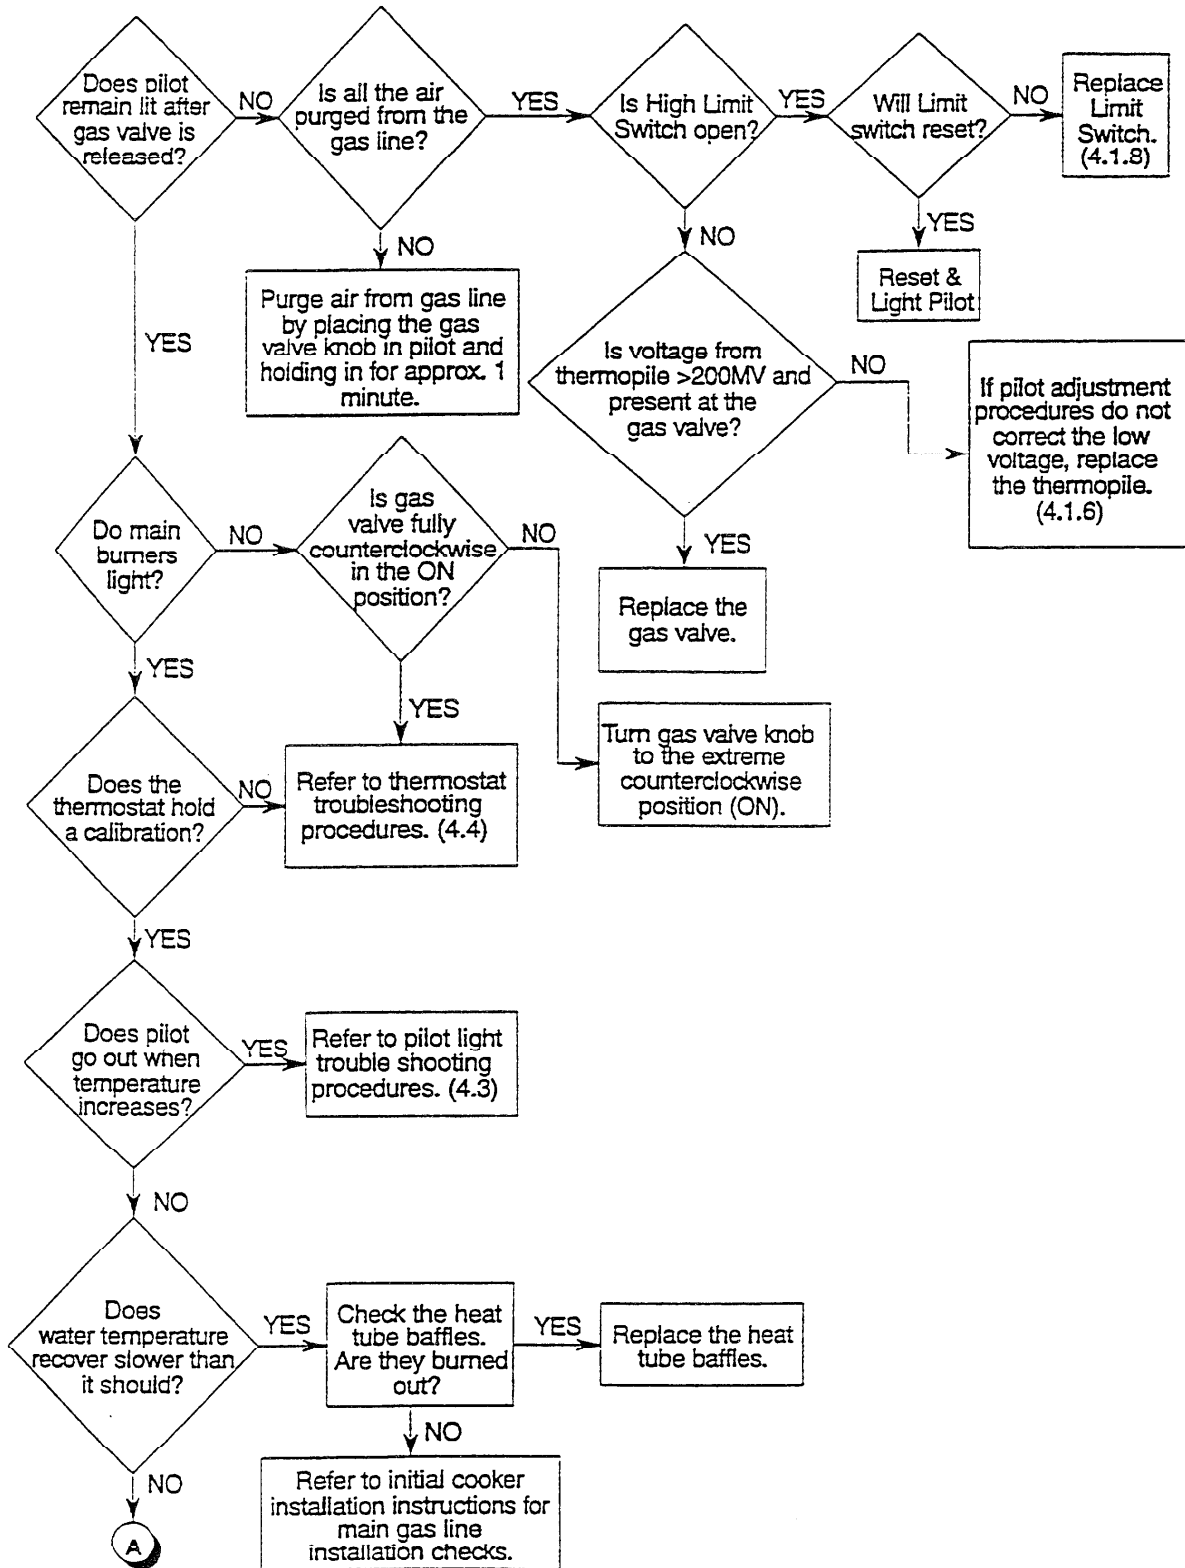 Does pilot
remain lit after
gas valve is
released?
NO
Is all the air
purged from the
gas line?
YES
Is High Limit
Switch open?
YES
Will Limit
switch reset?
NO
Replace
Limit
Switch.
(4.1.8)
YES
NO
Purge air from gas line
by placing the gas
valve knob in pilot and
holding in for approx. 1
minute.
NO
YES
Reset &
Light Pilot
Is voltage from
thermopile >200MV and
present at the
gas valve?
NO
If pilot adjustment
procedures do not
correct the low
voltage, replace
the thermopile.
(4.1.6)
YES
Replace the
gas valve.
Do main
burners
light?
NO
Is gas
valve fully
counterclockwise
in the ON
position?
NO
Turn gas valve knob
to the extreme
counterclockwise
position (ON).
YES
YES
Does the
thermostat hold
a calibration?
NO
Refer to thermostat
troubleshooting
procedures. (4.4)
YES
Does pilot
go out when
temperature
increases?
YES
Refer to pilot light
trouble shooting
procedures. (4.3)
NO
Does
water temperature
recover slower than
it should?
YES
Check the heat
tube baffles.
Are they burned
out?
YES
Replace the heat
tube baffles.
NO
Refer to initial cooker
installation instructions for
main gas line
installation checks.
NO
A